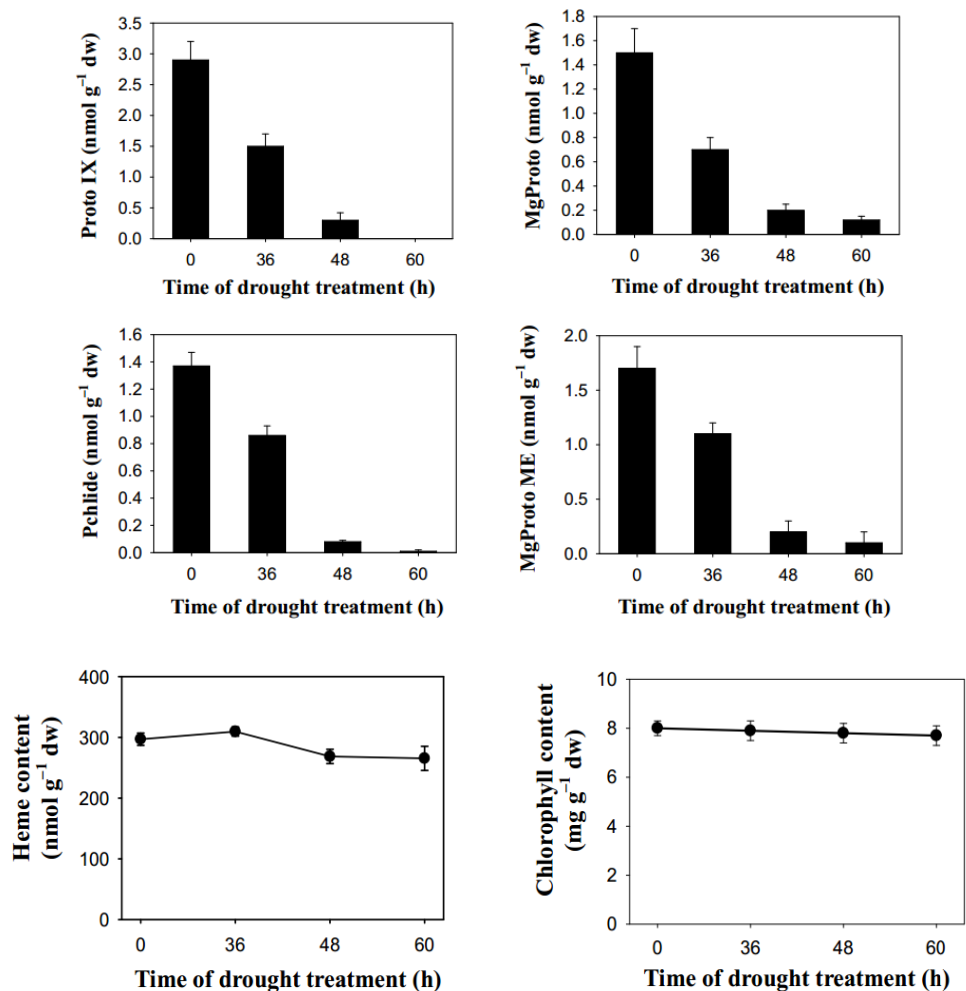 Proto IX (nmol g⁻¹ dw)
3.5
3.0
2.5
2.0
1.5
1.0
0.5
0.0
0 36 48 60
Time of drought treatment (h)
MgProto (nmol g⁻¹ dw)
1.8
1.6
1.4
1.2
1.0
0.8
0.6
0.4
0.2
0.0
0 36 48 60
Time of drought treatment (h)
Pchlide (nmol g⁻¹ dw)
1.6
1.4
1.2
1.0
0.8
0.6
0.4
0.2
0.0
0 36 48 60
Time of drought treatment (h)
MgProto ME (nmol g⁻¹ dw)
2.0
1.5
1.0
0.5
0.0
0 36 48 60
Time of drought treatment (h)
Heme content
(nmol g⁻¹ dw)
400
300
200
100
0
0 36 48 60
Time of drought treatment (h)
Chlorophyll content
(mg g⁻¹ dw)
10
8
6
4
2
0
0 36 48 60
Time of drought treatment (h)